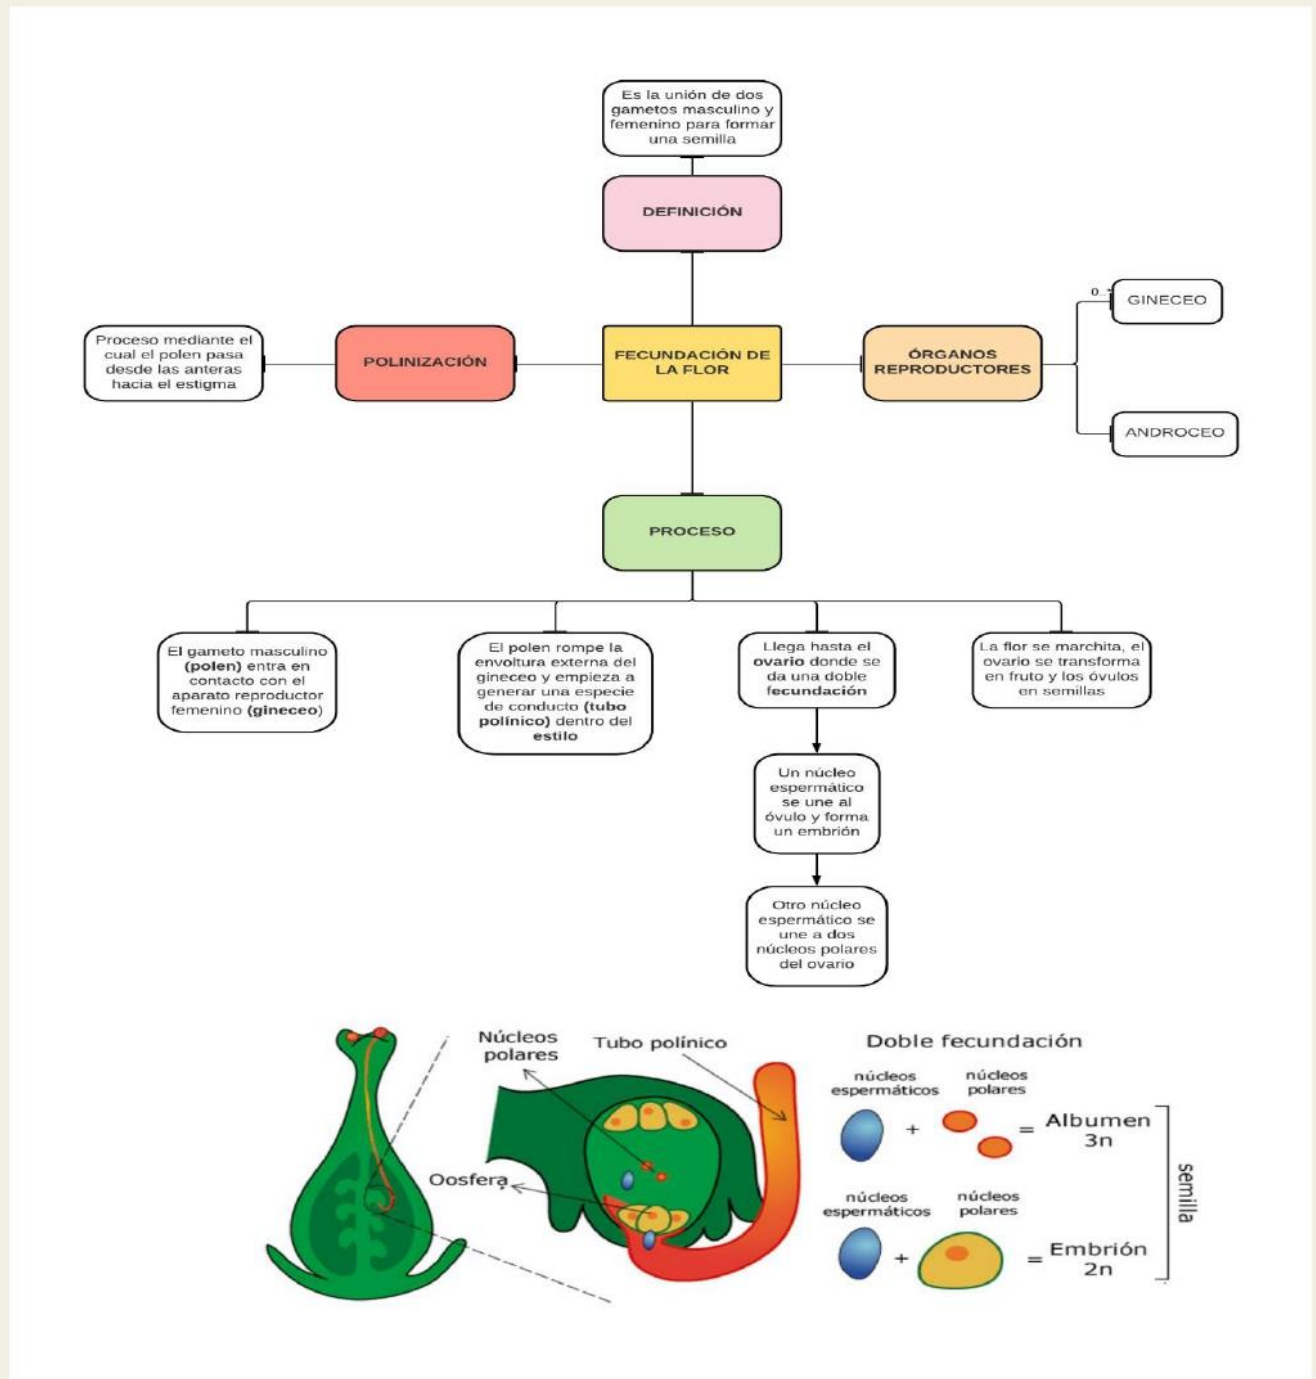 Es la unión de dos
gametos masculino y
femenino para formar
una semilla
DEFINICIÓN
Proceso mediante el
cual el polen pasa
desde las anteras
hacia el estigma
POLINIZACIÓN
FECUNDACIÓN DE
LA FLOR
ÓRGANOS
REPRODUCTORES
0..*
GINECEO
ANDROCEO
PROCESO
El gameto masculino
(polen) entra en
contacto con el
aparato reproductor
femenino (gineceo)
El polen rompe la
envoltura externa del
gineceo y empieza a
generar una especie
de conducto (tubo
polínico) dentro del
estilo
Llega hasta el
ovario donde se
da una doble
fecundación
La flor se marchita, el
ovario se transforma
en fruto y los óvulos
en semillas
Un núcleo
espermático
se une al
óvulo y forma
un embrión
Otro núcleo
espermático se
une a dos
núcleos polares
del ovario
Núcleos
polares
Tubo polínico
Oosfera
Doble fecundación
núcleos
espermáticos
núcleos
polares
+
=
Albumen
3n
núcleos
espermáticos
núcleos
polares
+
=
Embrión
2n
semilla